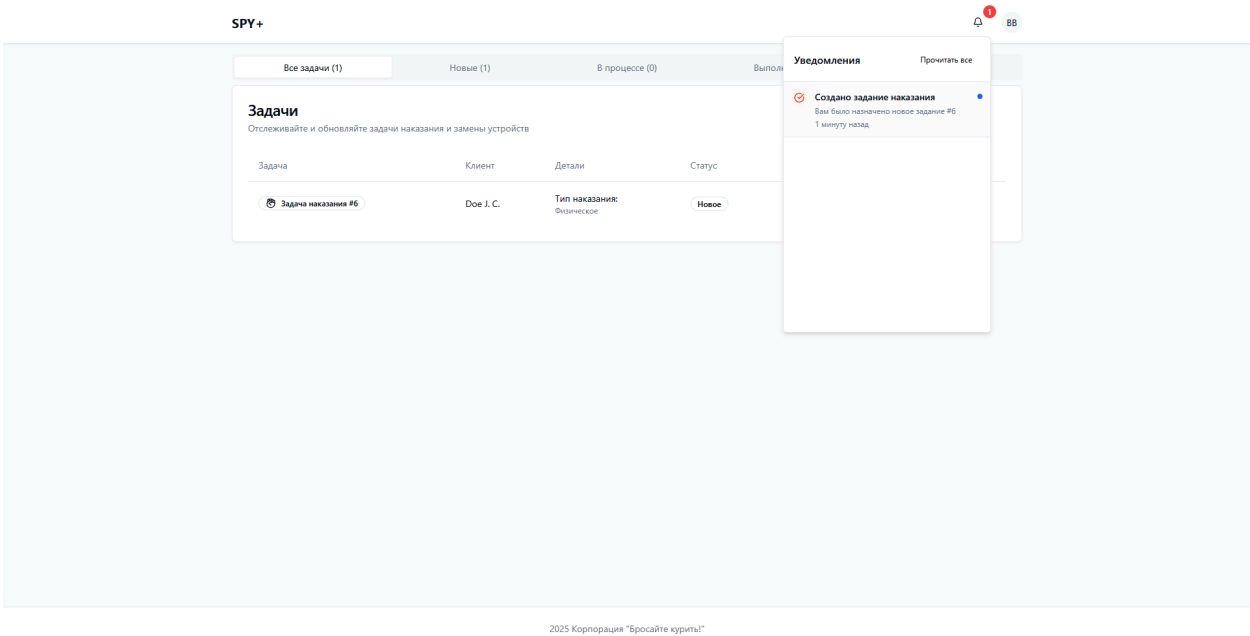 SPY+
1
BB
Все задачи (1)
Новые (1)
В процессе (0)
Уведомления
Прочитать все
Создано задание наказания
Вам было назначено новое задание #6
1 минуту назад
Задачи
Отслеживайте и обновляйте задачи наказания и замены устройств
Задача
Клиент
Детали
Статус
Задача наказания #6
Doe J. C.
Тип наказания:
Физическое
Новое
2025 Корпорация "Бросайте курить!"